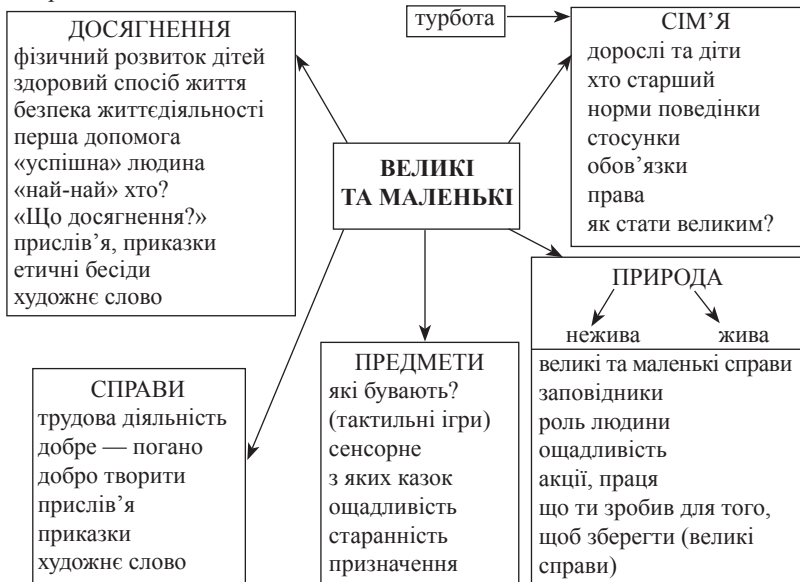 ДОСЯГНЕННЯ
фізичний розвиток дітей
здоровий спосіб життя
безпека життєдіяльності
перша допомога
«успішна» людина
«най-най» хто?
«Що досягнення?»
прислів’я, приказки
етичні бесіди
художнє слово
турбота
СІМ’Я
дорослі та діти
хто старший
норми поведінки
стосунки
обов’язки
права
як стати великим?
ВЕЛИКІ
ТА МАЛЕНЬКІ
СПРАВИ
трудова діяльність
добре — погано
добро творити
прислів’я
приказки
художнє слово
ПРЕДМЕТИ
які бувають?
(тактильні ігри)
сенсорне
з яких казок
ощадливість
старанність
призначення
ПРИРОДА
нежива жива
великі та маленькі справи
заповідники
роль людини
ощадливість
акції, праця
що ти зробив для того,
щоб зберегти (великі
справи)